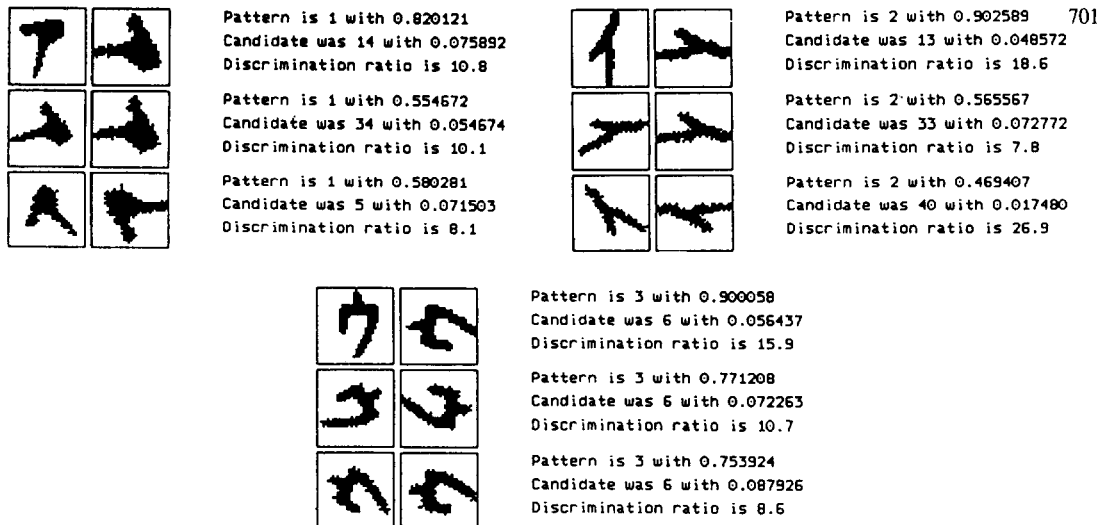 Pattern is 1 with 0.820121
Candidate was 14 with 0.075892
Discrimination ratio is 10.8
Pattern is 1 with 0.554672
Candidate was 34 with 0.054674
Discrimination ratio is 10.1
Pattern is 1 with 0.580281
Candidate was 5 with 0.071503
Discrimination ratio is 8.1
701
Pattern is 2 with 0.902589
Candidate was 13 with 0.048572
Discrimination ratio is 18.6
Pattern is 2 with 0.565567
Candidate was 33 with 0.072772
Discrimination ratio is 7.8
Pattern is 2 with 0.469407
Candidate was 40 with 0.017480
Discrimination ratio is 26.9
Pattern is 3 with 0.900058
Candidate was 6 with 0.056437
Discrimination ratio is 15.9
Pattern is 3 with 0.771208
Candidate was 6 with 0.072263
Discrimination ratio is 10.7
Pattern is 3 with 0.753924
Candidate was 6 with 0.087926
Discrimination ratio is 8.6